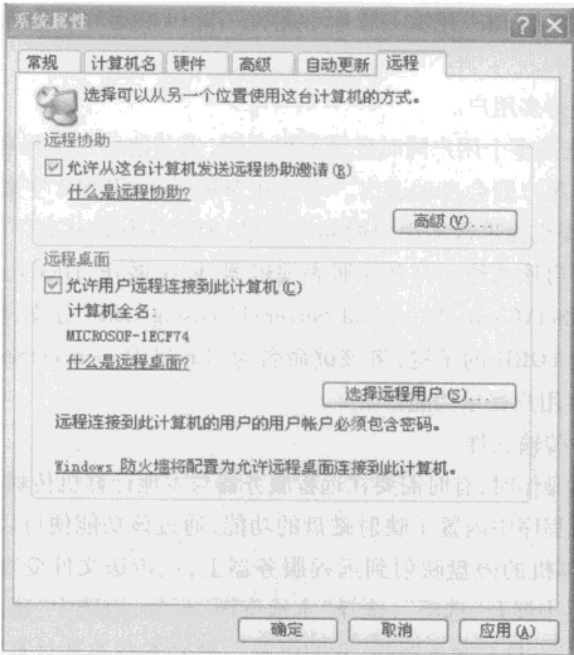 系统属性
常规 计算机名 硬件 高级 自动更新 远程
选择可以从另一个位置使用这台计算机的方式。
远程协助
允许从这台计算机发送远程协助邀请(R)
什么是远程协助?
高级(V)...
远程桌面
允许用户远程连接到此计算机(C)
计算机全名:
MICROSOF-1ECF74
什么是远程桌面?
选择远程用户(S)...
远程连接到此计算机的用户的用户帐户必须包含密码。
Windows 防火墙将配置为允许远程桌面连接到此计算机。
确定 取消 应用(A)